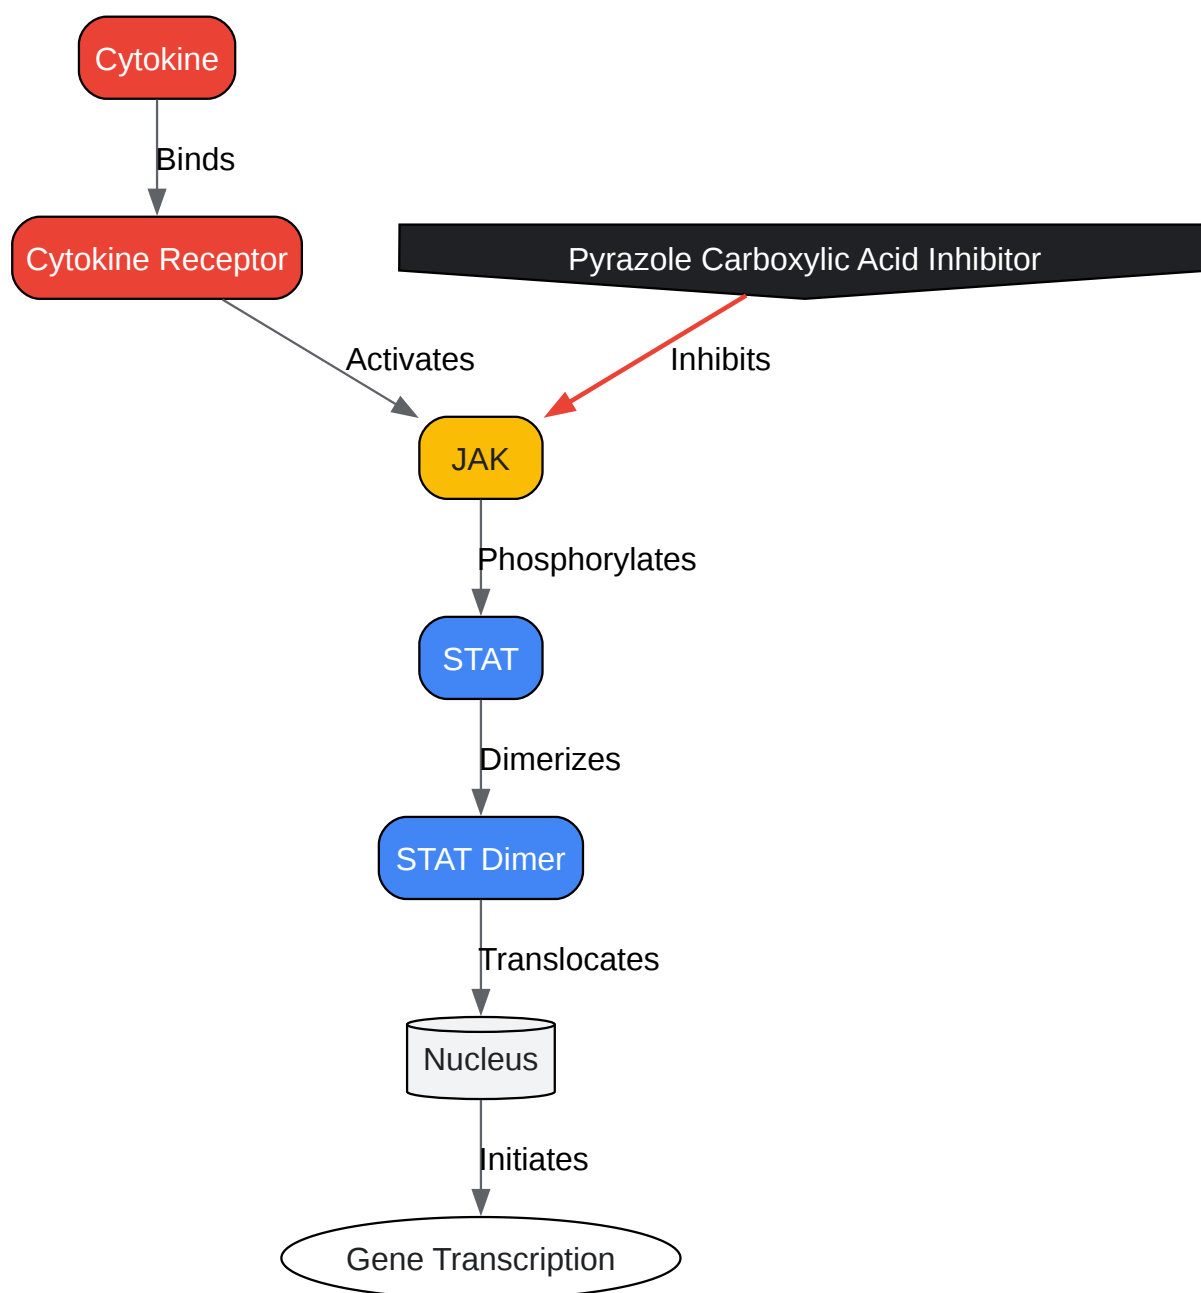 Cytokine
Binds
Cytokine Receptor
Pyrazole Carboxylic Acid Inhibitor
Activates
Inhibits
JAK
Phosphorylates
STAT
Dimerizes
STAT Dimer
Translocates
Nucleus
Initiates
Gene Transcription